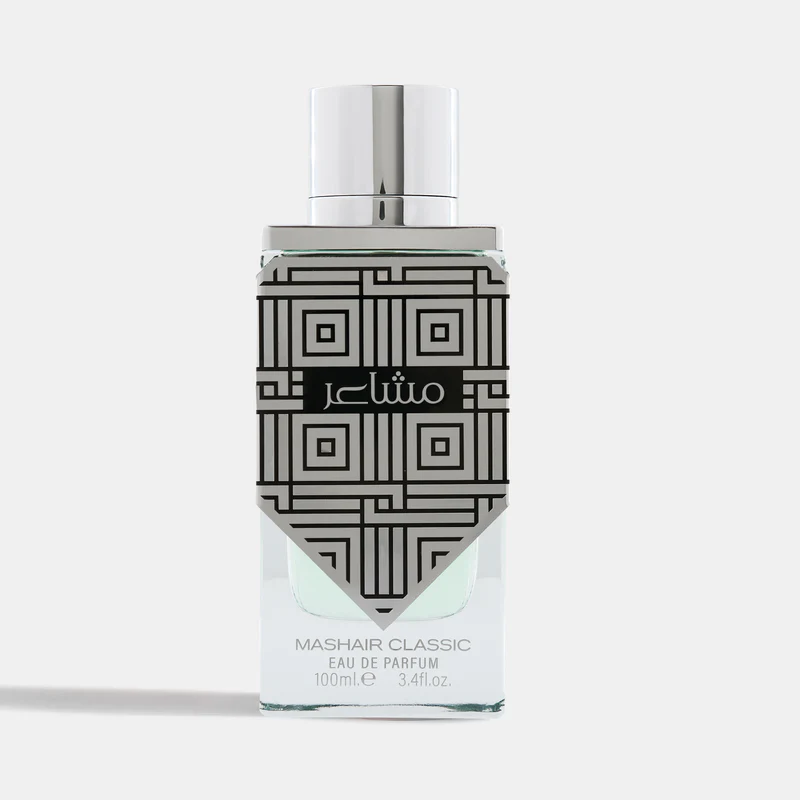 مشاعر
MASHAIR CLASSIC
EAU DE PARFUM
100ml.℮ 3.4fl.oz.